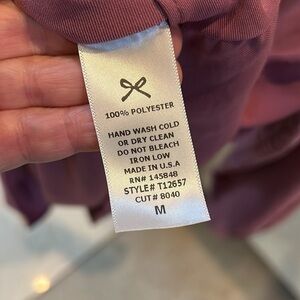 100% POLYESTER
HAND WASH COLD
OR DRY CLEAN
DO NOT BLEACH
IRON LOW
MADE IN U.S.A
RN# 145848
STYLE# T12657
CUT# 8040
M